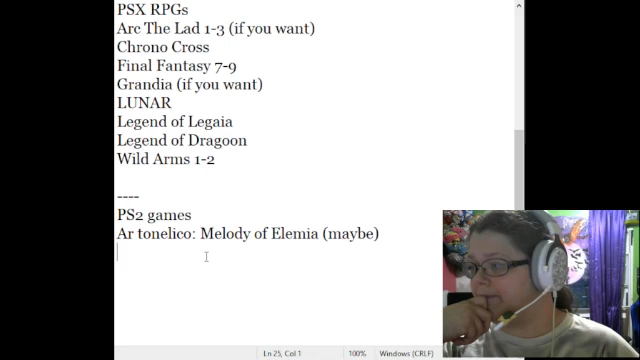 PSX RPGs
Arc The Lad 1-3 (if you want)
Chrono Cross
Final Fantasy 7-9
Grandia (if you want)
LUNAR
Legend of Legaia
Legend of Dragoon
Wild Arms 1-2
----
PS2 games
Ar tonelico: Melody of Elemia (maybe)
Ln 25, Col 1 100% Windows (CRLF)